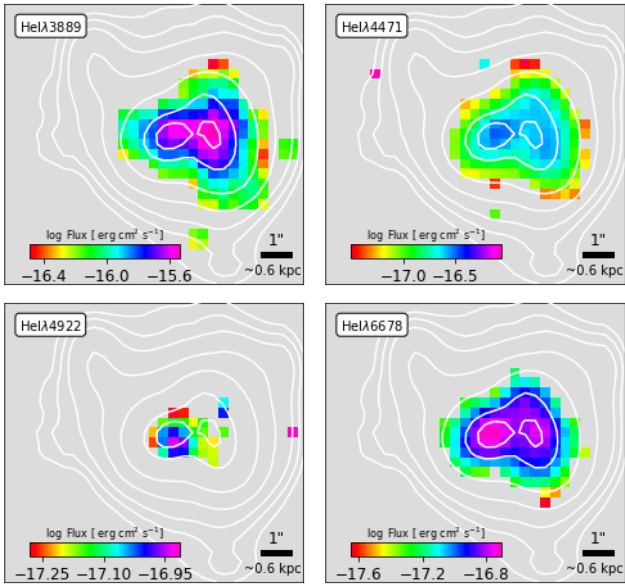 HeIλ3889
log Flux [ erg cm² s⁻¹]
−16.4 −16.0 −15.6
1"
~0.6 kpc
HeIλ4471
log Flux [ erg cm² s⁻¹]
−17.0 −16.5
1"
~0.6 kpc
HeIλ4922
log Flux [ erg cm² s⁻¹]
−17.25 −17.10 −16.95
1"
~0.6 kpc
HeIλ6678
log Flux [ erg cm² s⁻¹]
−17.6 −17.2 −16.8
1"
~0.6 kpc